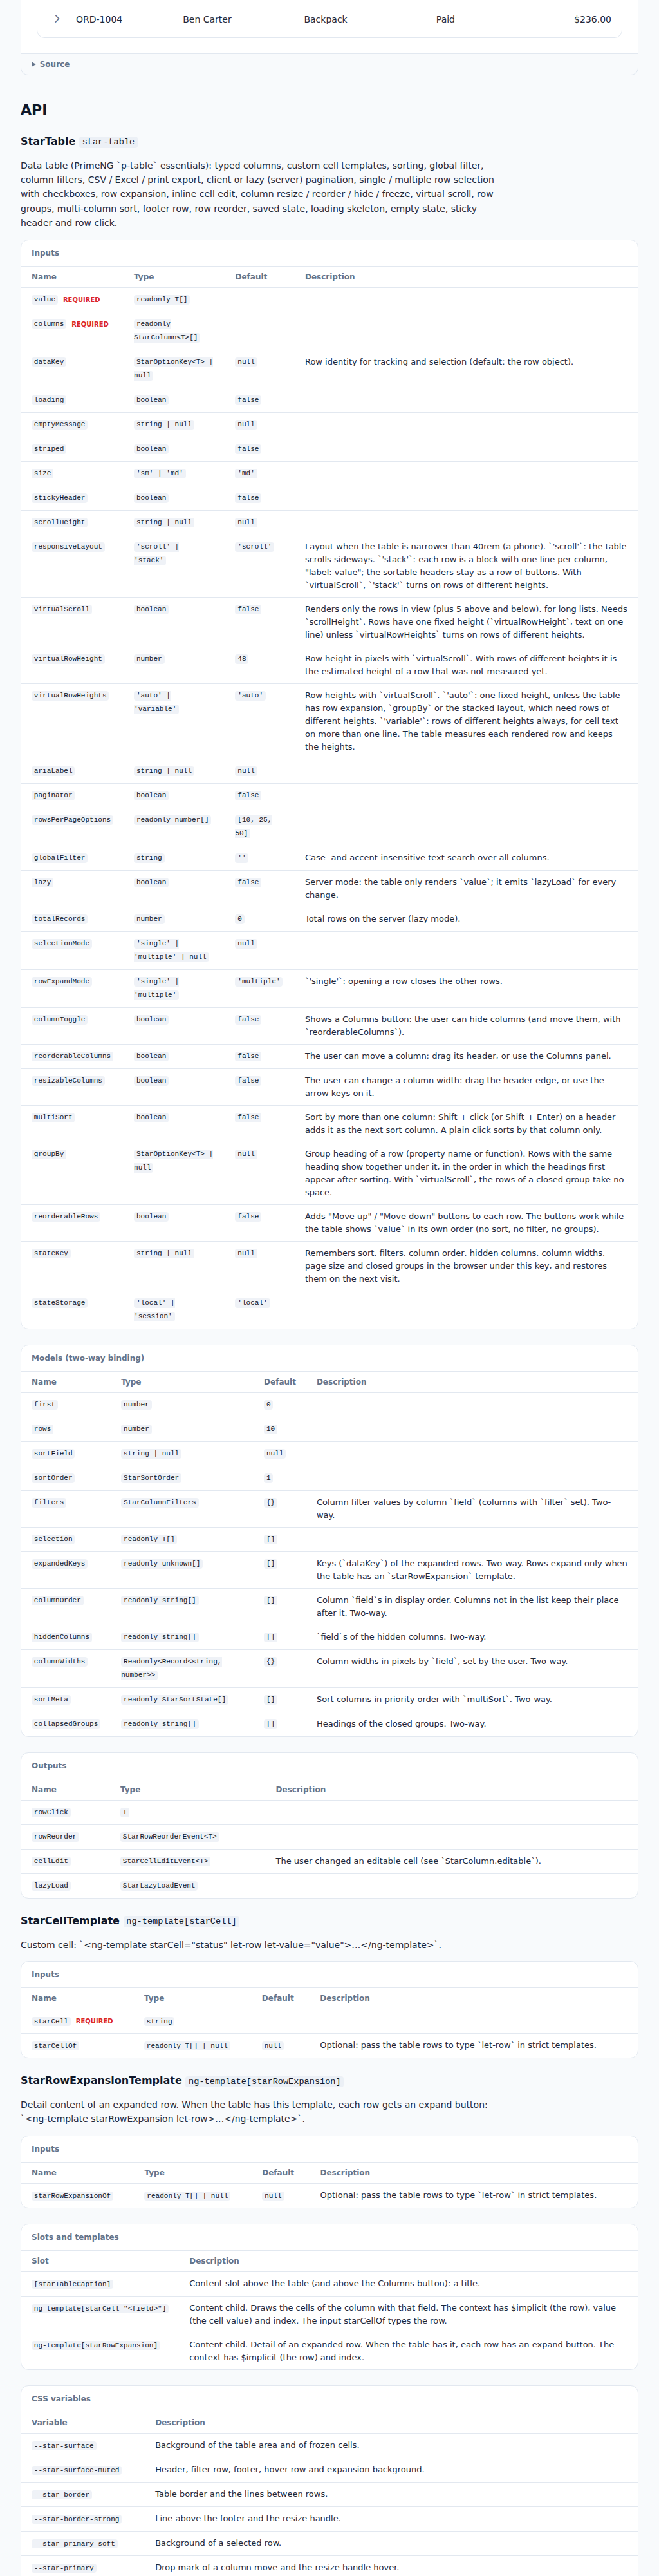 ORD-1004 Ben Carter Backpack Paid $236.00
Source
API
StarTable star-table
Data table (PrimeNG `p-table` essentials): typed columns, custom cell templates, sorting, global filter,
column filters, CSV / Excel / print export, client or lazy (server) pagination, single / multiple row selection
with checkboxes, row expansion, inline cell edit, column resize / reorder / hide / freeze, virtual scroll, row
groups, multi-column sort, footer row, row reorder, saved state, loading skeleton, empty state, sticky
header and row click.
Inputs
Name Type Default Description
value REQUIRED readonly T[]
columns REQUIRED readonly
StarColumn<T>[]
dataKey StarOptionKey<T> | null Row identity for tracking and selection (default: the row object).
null
loading boolean false
emptyMessage string | null null
striped boolean false
size 'sm' | 'md' 'md'
stickyHeader boolean false
scrollHeight string | null null
responsiveLayout 'scroll' | 'scroll' Layout when the table is narrower than 40rem (a phone). `'scroll'`: the table
'stack' scrolls sideways. `'stack'`: each row is a block with one line per column,
"label: value"; the sortable headers stay as a row of buttons. With
`virtualScroll`, `'stack'` turns on rows of different heights.
virtualScroll boolean false Renders only the rows in view (plus 5 above and below), for long lists. Needs
`scrollHeight`. Rows have one fixed height (`virtualRowHeight`, text on one
line) unless `virtualRowHeights` turns on rows of different heights.
virtualRowHeight number 48 Row height in pixels with `virtualScroll`. With rows of different heights it is
the estimated height of a row that was not measured yet.
virtualRowHeights 'auto' | 'auto' Row heights with `virtualScroll`. `'auto'`: one fixed height, unless the table
'variable' has row expansion, `groupBy` or the stacked layout, which need rows of
different heights. `'variable'`: rows of different heights always, for cell text
on more than one line. The table measures each rendered row and keeps
the heights.
ariaLabel string | null null
paginator boolean false
rowsPerPageOptions readonly number[] [10, 25,
50]
globalFilter string '' Case- and accent-insensitive text search over all columns.
lazy boolean false Server mode: the table only renders `value`; it emits `lazyLoad` for every
change.
totalRecords number 0 Total rows on the server (lazy mode).
selectionMode 'single' | null
'multiple' | null
rowExpandMode 'single' | 'multiple' `'single'`: opening a row closes the other rows.
'multiple'
columnToggle boolean false Shows a Columns button: the user can hide columns (and move them, with
`reorderableColumns`).
reorderableColumns boolean false The user can move a column: drag its header, or use the Columns panel.
resizableColumns boolean false The user can change a column width: drag the header edge, or use the
arrow keys on it.
multiSort boolean false Sort by more than one column: Shift + click (or Shift + Enter) on a header
adds it as the next sort column. A plain click sorts by that column only.
groupBy StarOptionKey<T> | null Group heading of a row (property name or function). Rows with the same
null heading show together under it, in the order in which the headings first
appear after sorting. With `virtualScroll`, the rows of a closed group take no
space.
reorderableRows boolean false Adds "Move up" / "Move down" buttons to each row. The buttons work while
the table shows `value` in its own order (no sort, no filter, no groups).
stateKey string | null null Remembers sort, filters, column order, hidden columns, column widths,
page size and closed groups in the browser under this key, and restores
them on the next visit.
stateStorage 'local' | 'local'
'session'
Models (two-way binding)
Name Type Default Description
first number 0
rows number 10
sortField string | null null
sortOrder StarSortOrder 1
filters StarColumnFilters {} Column filter values by column `field` (columns with `filter` set). Two-
way.
selection readonly T[] []
expandedKeys readonly unknown[] [] Keys (`dataKey`) of the expanded rows. Two-way. Rows expand only when
the table has an `starRowExpansion` template.
columnOrder readonly string[] [] Column `field`s in display order. Columns not in the list keep their place
after it. Two-way.
hiddenColumns readonly string[] [] `field`s of the hidden columns. Two-way.
columnWidths Readonly<Record<string, {} Column widths in pixels by `field`, set by the user. Two-way.
number>>
sortMeta readonly StarSortState[] [] Sort columns in priority order with `multiSort`. Two-way.
collapsedGroups readonly string[] [] Headings of the closed groups. Two-way.
Outputs
Name Type Description
rowClick T
rowReorder StarRowReorderEvent<T>
cellEdit StarCellEditEvent<T> The user changed an editable cell (see `StarColumn.editable`).
lazyLoad StarLazyLoadEvent
StarCellTemplate ng-template[starCell]
Custom cell: `<ng-template starCell="status" let-row let-value="value">…</ng-template>`.
Inputs
Name Type Default Description
starCell REQUIRED string
starCellOf readonly T[] | null null Optional: pass the table rows to type `let-row` in strict templates.
StarRowExpansionTemplate ng-template[starRowExpansion]
Detail content of an expanded row. When the table has this template, each row gets an expand button:
`<ng-template starRowExpansion let-row>…</ng-template>`.
Inputs
Name Type Default Description
starRowExpansionOf readonly T[] | null null Optional: pass the table rows to type `let-row` in strict templates.
Slots and templates
Slot Description
[starTableCaption] Content slot above the table (and above the Columns button): a title.
ng-template[starCell="<field>"] Content child. Draws the cells of the column with that field. The context has $implicit (the row), value
(the cell value) and index. The input starCellOf types the row.
ng-template[starRowExpansion] Content child. Detail of an expanded row. When the table has it, each row has an expand button. The
context has $implicit (the row) and index.
CSS variables
Variable Description
--star-surface Background of the table area and of frozen cells.
--star-surface-muted Header, filter row, footer, hover row and expansion background.
--star-border Table border and the lines between rows.
--star-border-strong Line above the footer and the resize handle.
--star-primary-soft Background of a selected row.
--star-primary Drop mark of a column move and the resize handle hover.